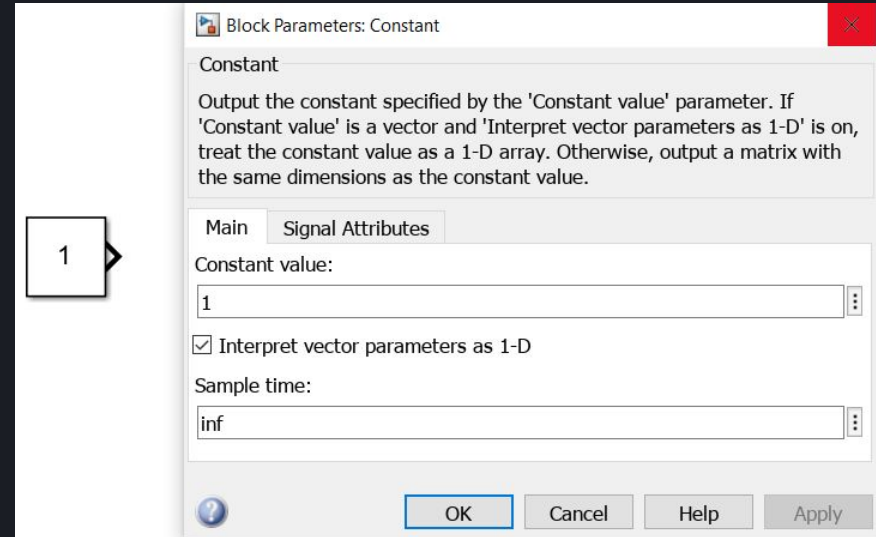 Block Parameters: Constant
Constant
Output the constant specified by the 'Constant value' parameter. If
'Constant value' is a vector and 'Interpret vector parameters as 1-D' is on,
treat the constant value as a 1-D array. Otherwise, output a matrix with
the same dimensions as the constant value.
Main Signal Attributes
1
Constant value:
1
Interpret vector parameters as 1-D
Sample time:
inf
OK Cancel Help Apply